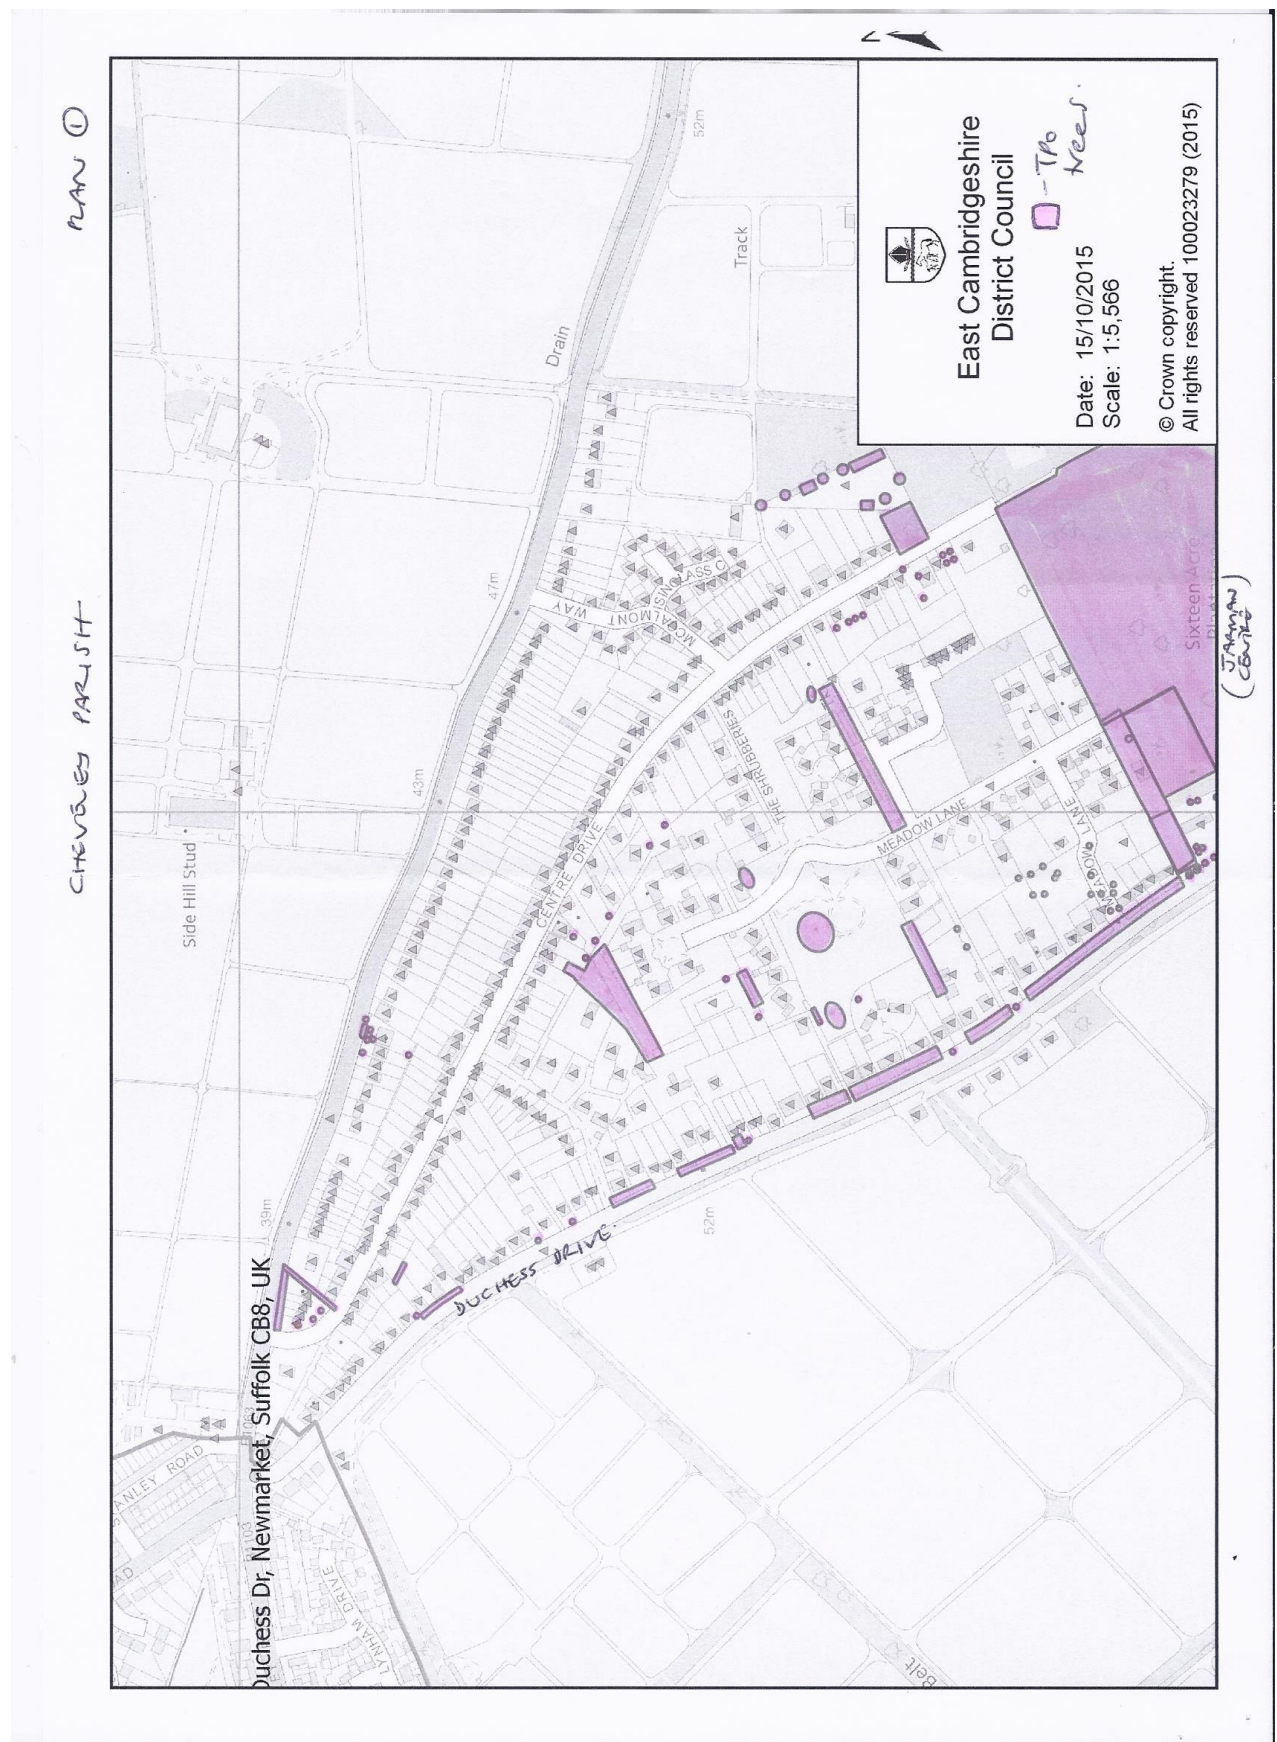 PLAN ①
CHEVELEY PARISH
Side Hill Stud
52m
Drain
Track
47m
43m
39m
MCCALMONT
WAY
CENTRE DRIVE
THE SHRUBBERIES
MEADOW LANE
MEADOW LANE
Sixteen Acre
(JARMAN
CENTRE)
DUCHESS DRIVE.
52m
Duchess Dr, Newmarket, Suffolk CB8, UK
LYNHAM DRIVE
Belt
East Cambridgeshire
District Council
- TPO
trees.
Date: 15/10/2015
Scale: 1:5,566
© Crown copyright.
All rights reserved 100023279 (2015)